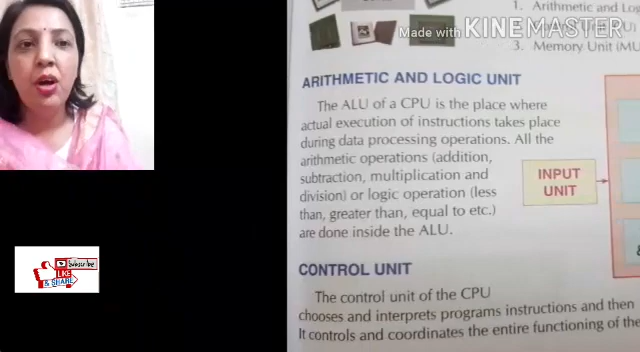 1. Arithmetic and Log
Made with KINEMASTER
3. Memory Unit (MU
ARITHMETIC AND LOGIC UNIT
The ALU of a CPU is the place where
actual execution of instructions takes place
during data processing operations. All the
arithmetic operations (addition,
subtraction, multiplication and
division) or logic operation (less
than, greater than, equal to etc.)
are done inside the ALU.
INPUT
UNIT
CONTROL UNIT
The control unit of the CPU
chooses and interprets programs instructions and then
It controls and coordinates the entire functioning of the
Subscribe
LIKE
& SHARE